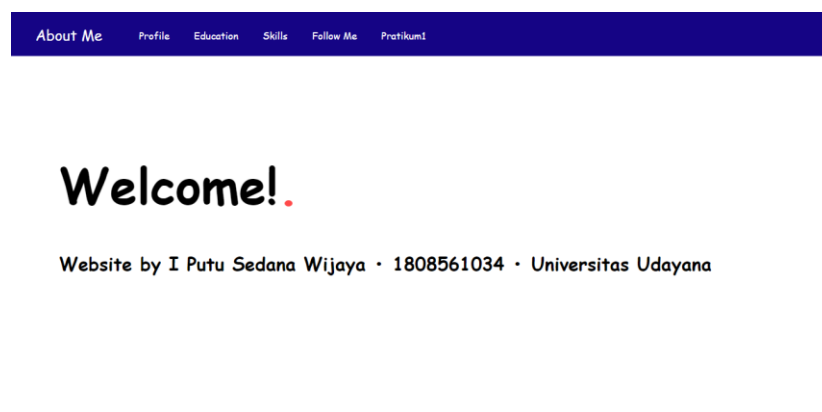 About Me Profile Education Skills Follow Me Pratikum1
Welcome!.
Website by I Putu Sedana Wijaya • 1808561034 • Universitas Udayana